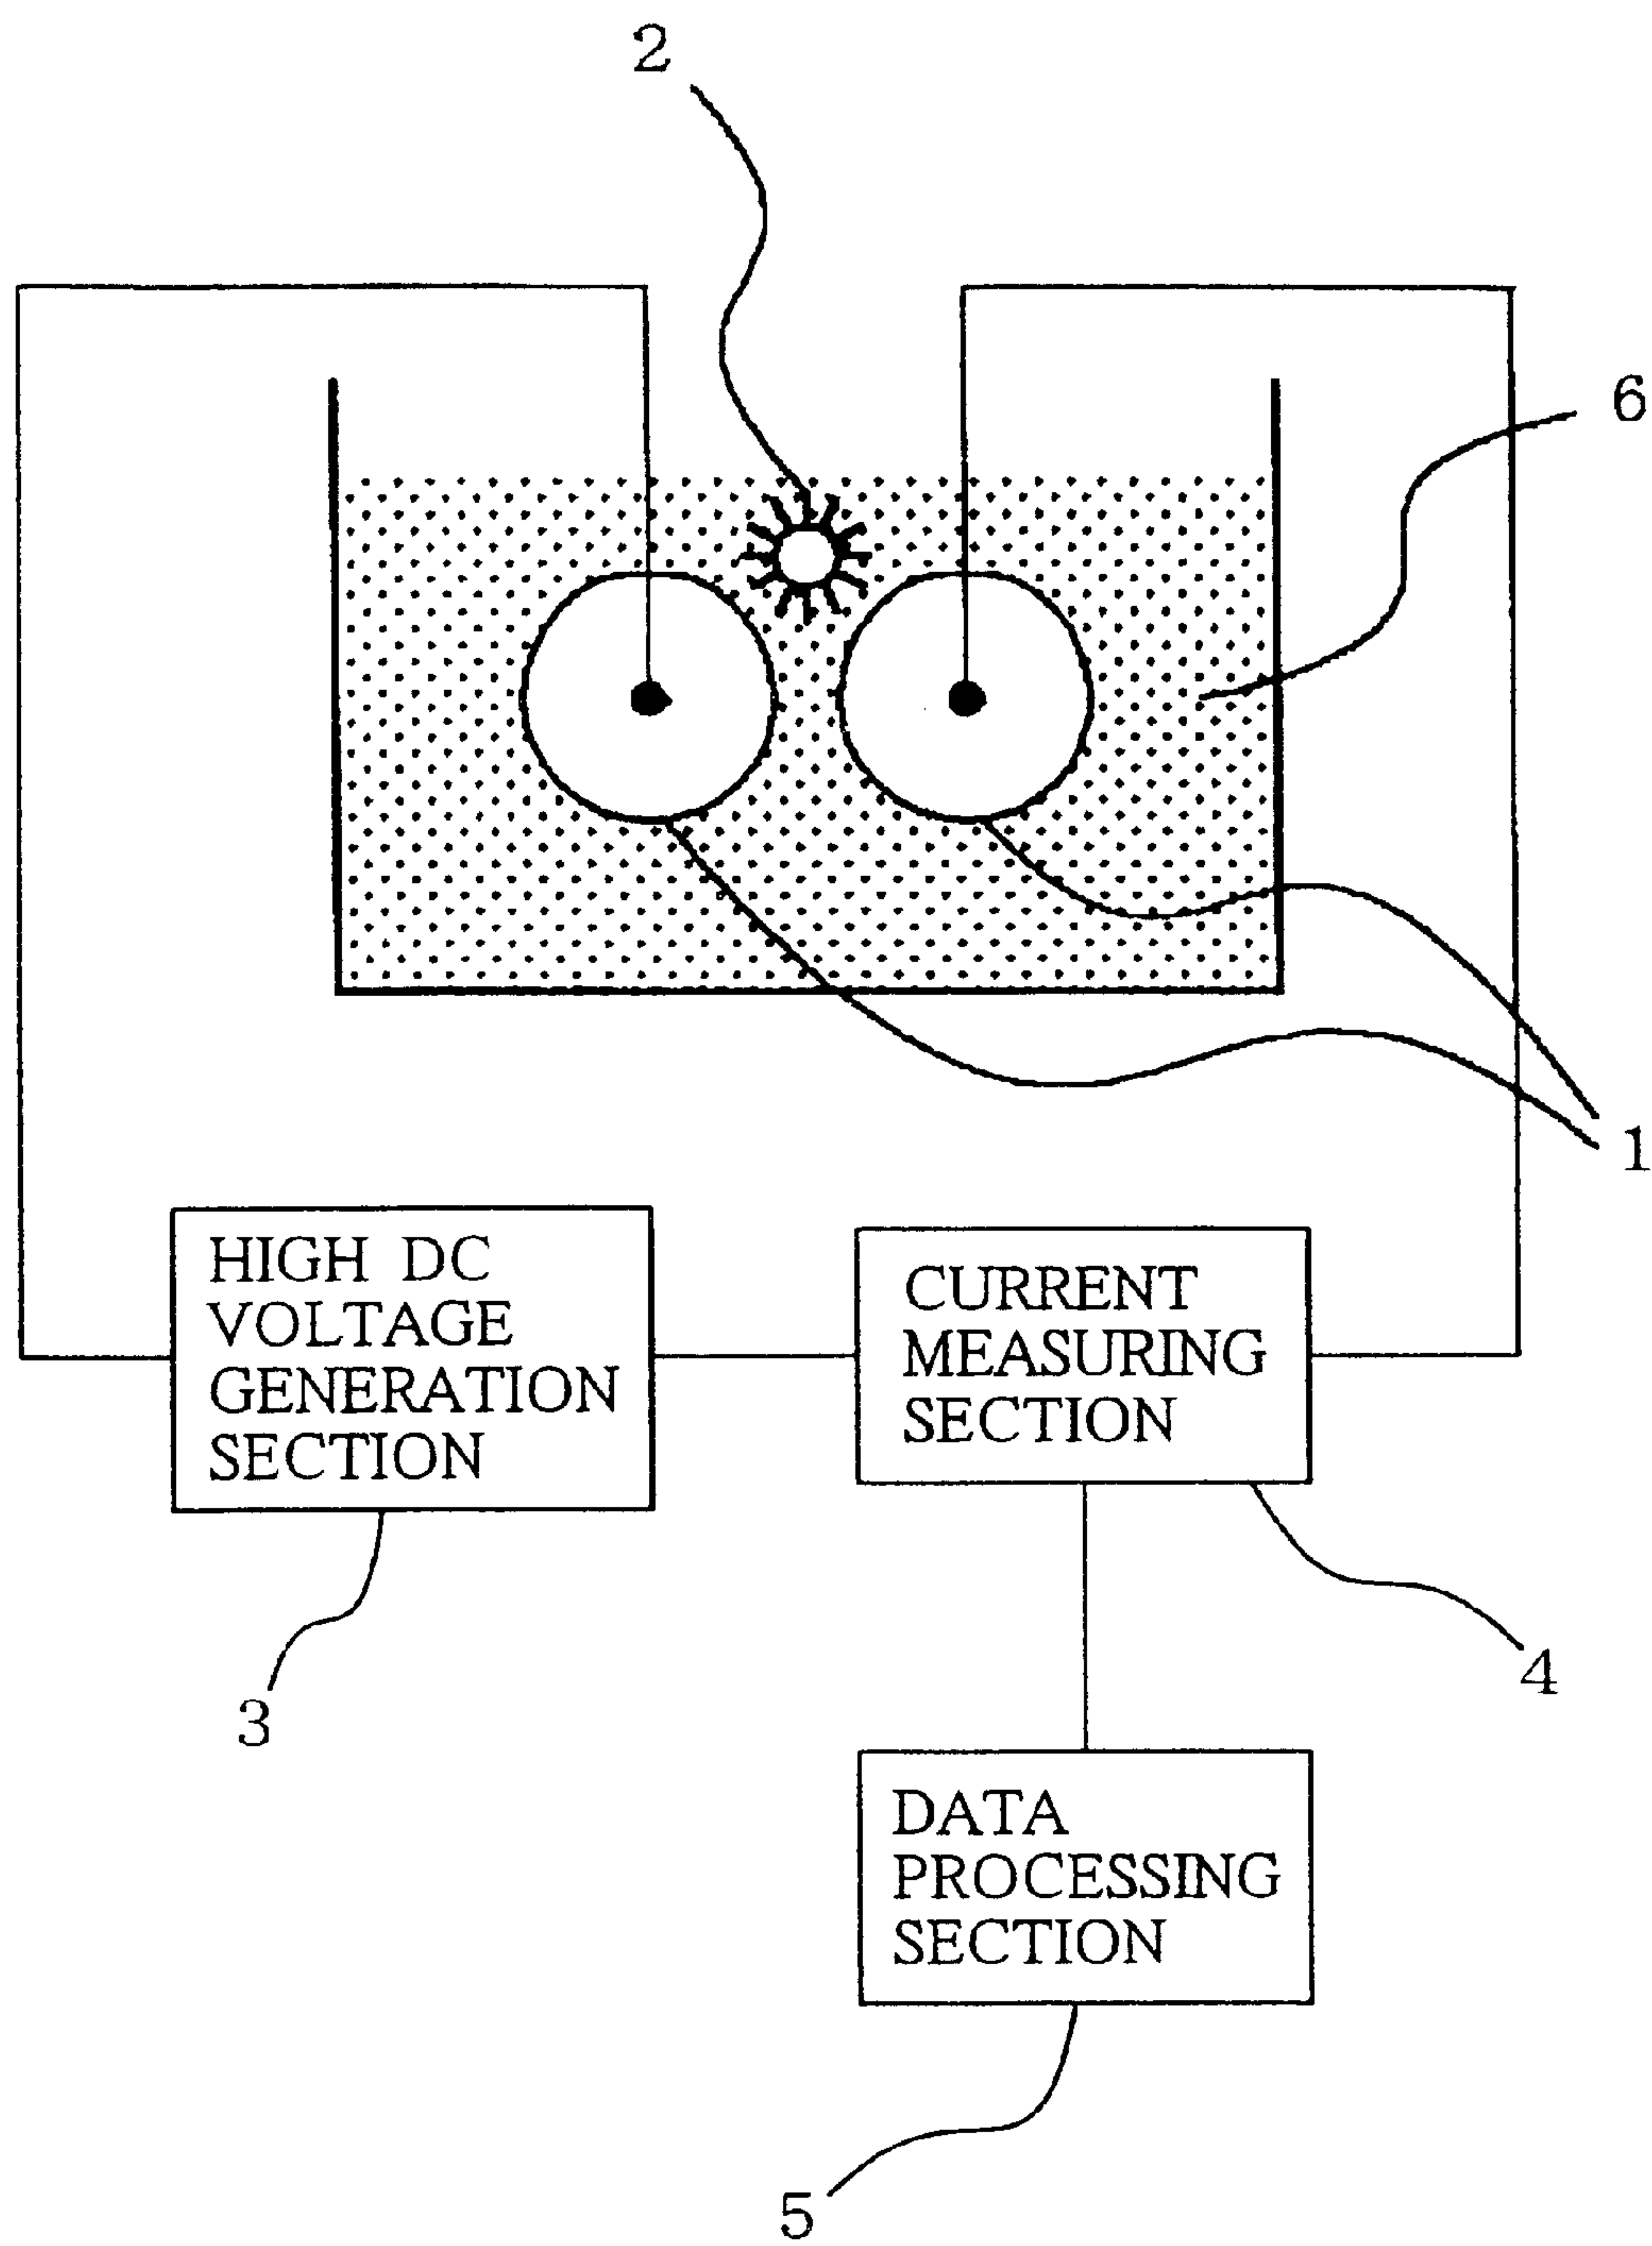 2
6
1
HIGH DC
VOLTAGE
GENERATION
SECTION
CURRENT
MEASURING
SECTION
3
4
DATA
PROCESSING
SECTION
5